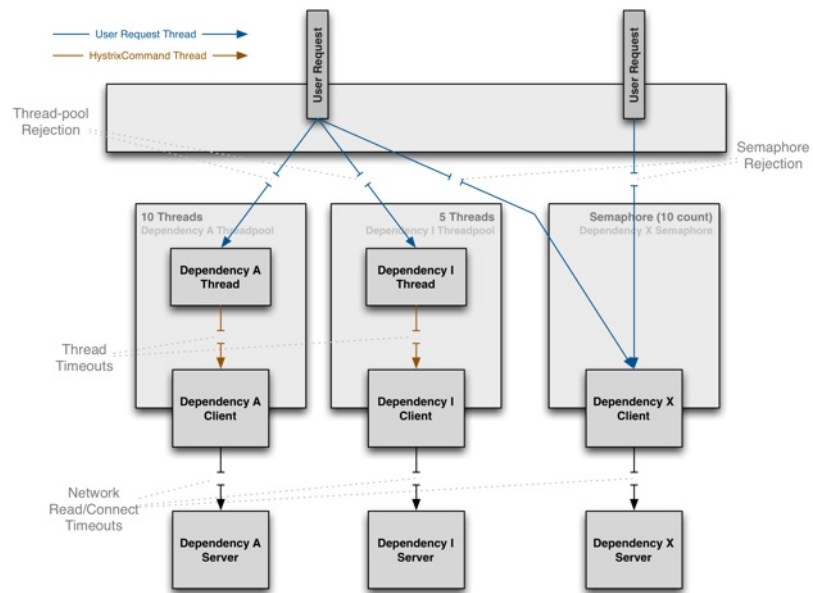 User Request Thread
HystrixCommand Thread
User Request
User Request
Thread-pool
Rejection
Semaphore
Rejection
10 Threads
Dependency A Threadpool
5 Threads
Dependency I Threadpool
Semaphore (10 count)
Dependency X Semaphore
Dependency A
Thread
Dependency I
Thread
Thread
Timeouts
Dependency A
Client
Dependency I
Client
Dependency X
Client
Network
Read/Connect
Timeouts
Dependency A
Server
Dependency I
Server
Dependency X
Server